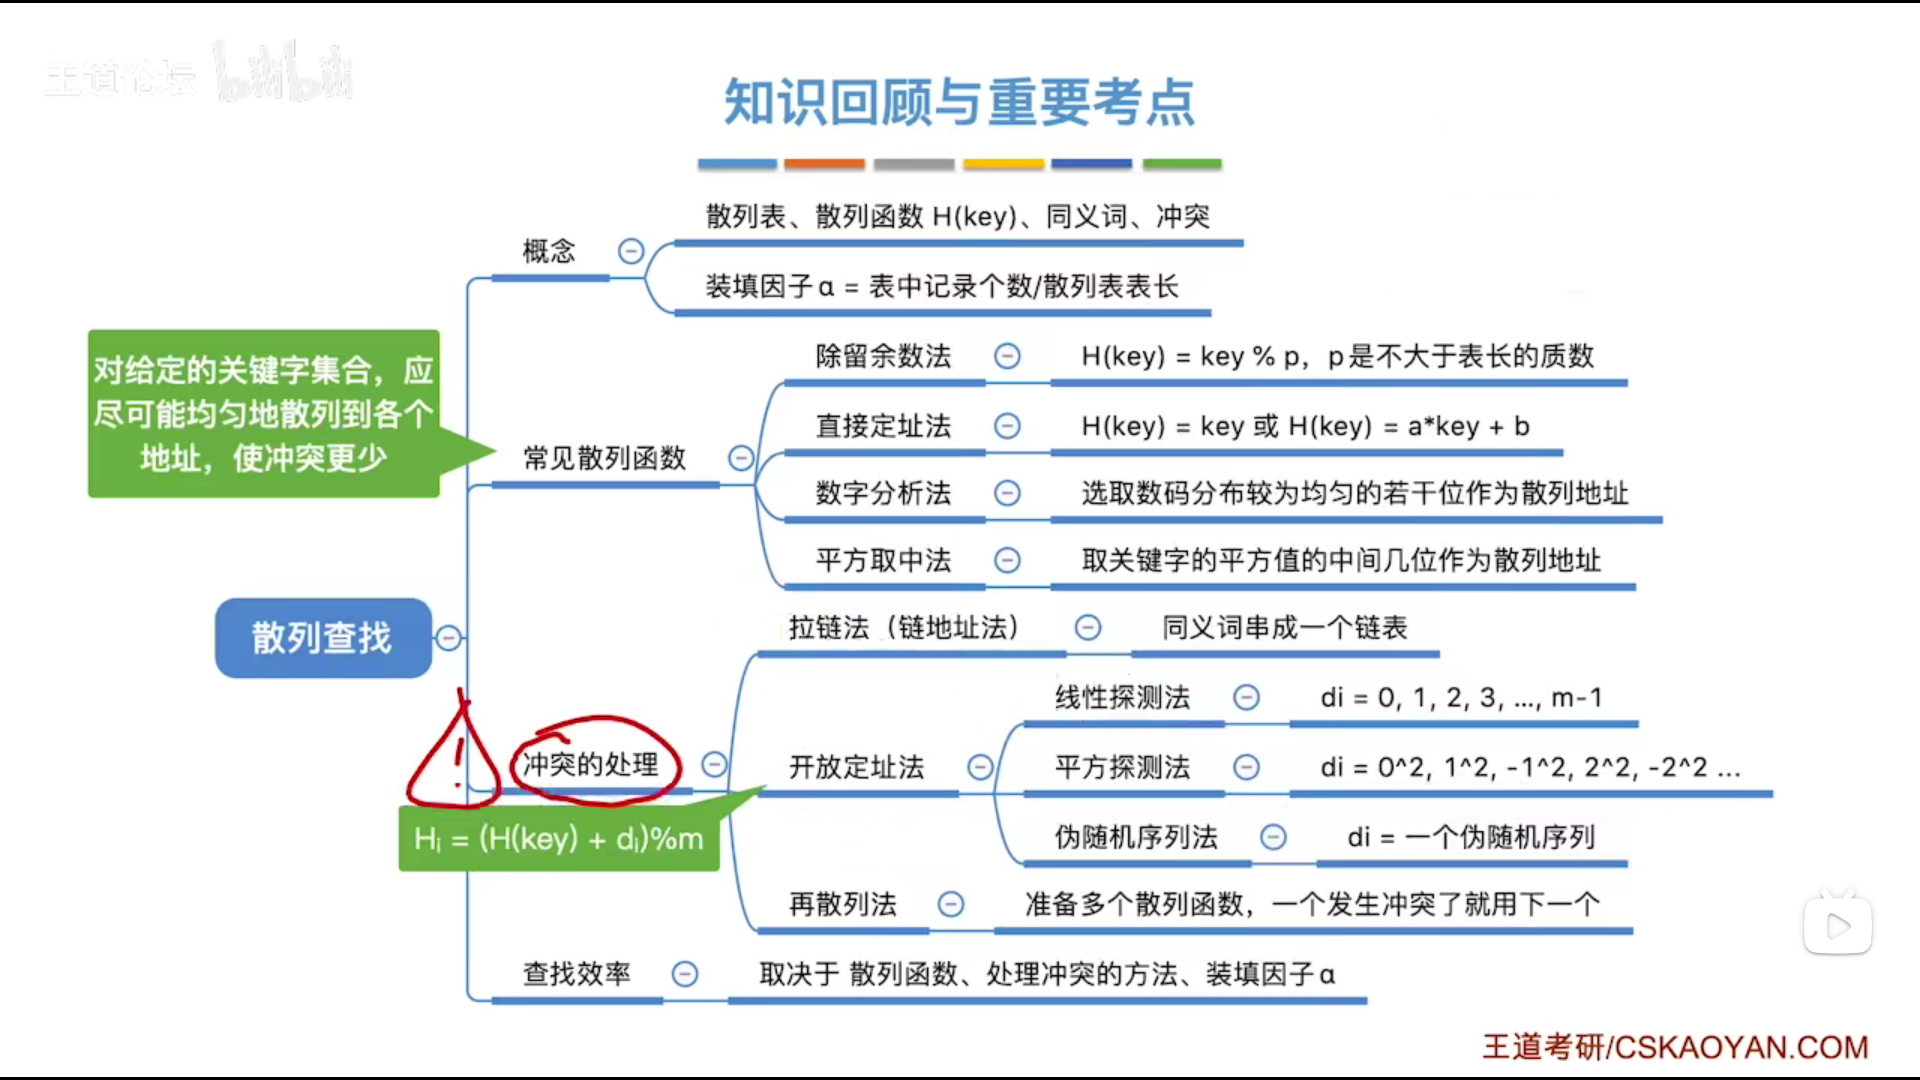 王道论坛 bilibili
知识回顾与重要考点
散列表、散列函数 H(key)、同义词、冲突
概念
装填因子α = 表中记录个数/散列表表长
对给定的关键字集合，应
尽可能均匀地散列到各个
地址，使冲突更少
除留余数法
H(key) = key % p，p是不大于表长的质数
直接定址法
H(key) = key 或 H(key) = a*key + b
常见散列函数
数字分析法
选取数码分布较为均匀的若干位作为散列地址
平方取中法
取关键字的平方值的中间几位作为散列地址
散列查找
拉链法（链地址法）
同义词串成一个链表
线性探测法
di = 0, 1, 2, 3, ..., m-1
!
冲突的处理
开放定址法
平方探测法
di = 0^2, 1^2, -1^2, 2^2, -2^2 ...
Hᵢ = (H(key) + dᵢ)%m
伪随机序列法
di = 一个伪随机序列
再散列法
准备多个散列函数，一个发生冲突了就用下一个
查找效率
取决于 散列函数、处理冲突的方法、装填因子α
王道考研/CSKAOYAN.COM